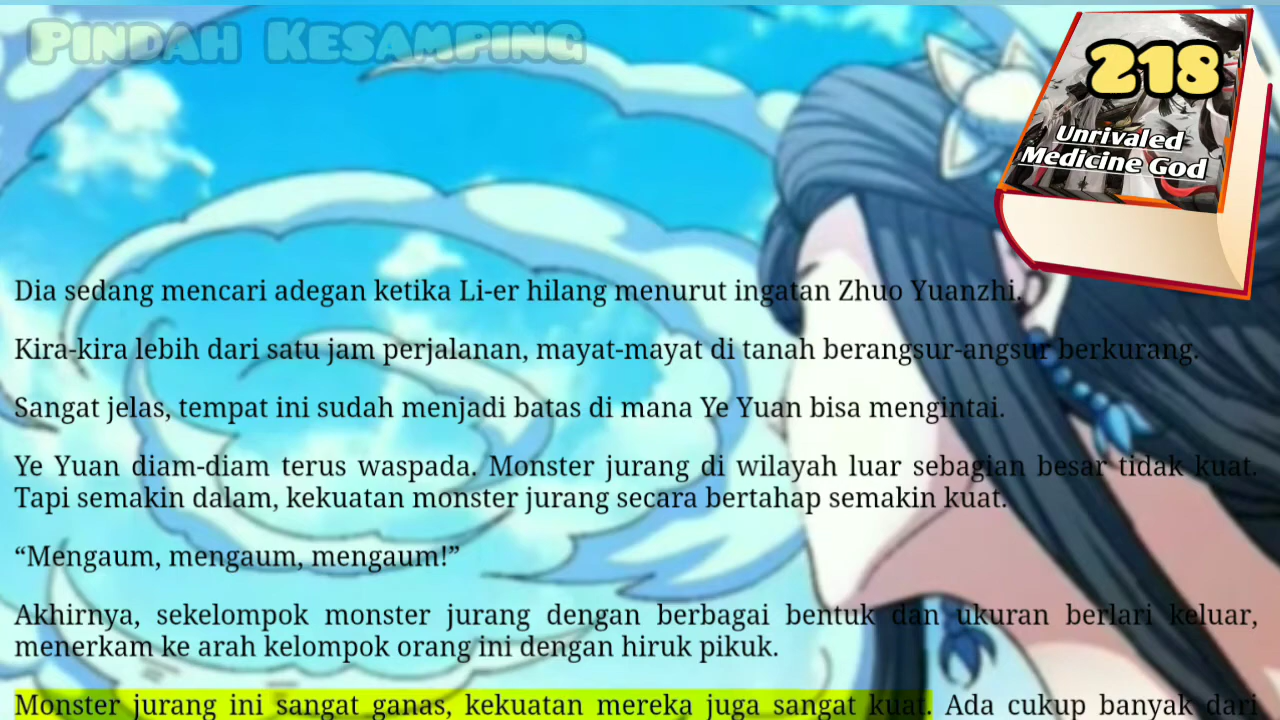 Pindah Kesamping
218
Unrivaled
Medicine God
Dia sedang mencari adegan ketika Li-er hilang menurut ingatan Zhuo Yuanzhi.
Kira-kira lebih dari satu jam perjalanan, mayat-mayat di tanah berangsur-angsur berkurang.
Sangat jelas, tempat ini sudah menjadi batas di mana Ye Yuan bisa mengintai.
Ye Yuan diam-diam terus waspada. Monster jurang di wilayah luar sebagian besar tidak kuat.
Tapi semakin dalam, kekuatan monster jurang secara bertahap semakin kuat.
“Mengaum, mengaum, mengaum!”
Akhirnya, sekelompok monster jurang dengan berbagai bentuk dan ukuran berlari keluar,
menerkam ke arah kelompok orang ini dengan hiruk pikuk.
Monster jurang ini sangat ganas, kekuatan mereka juga sangat kuat. Ada cukup banyak dari